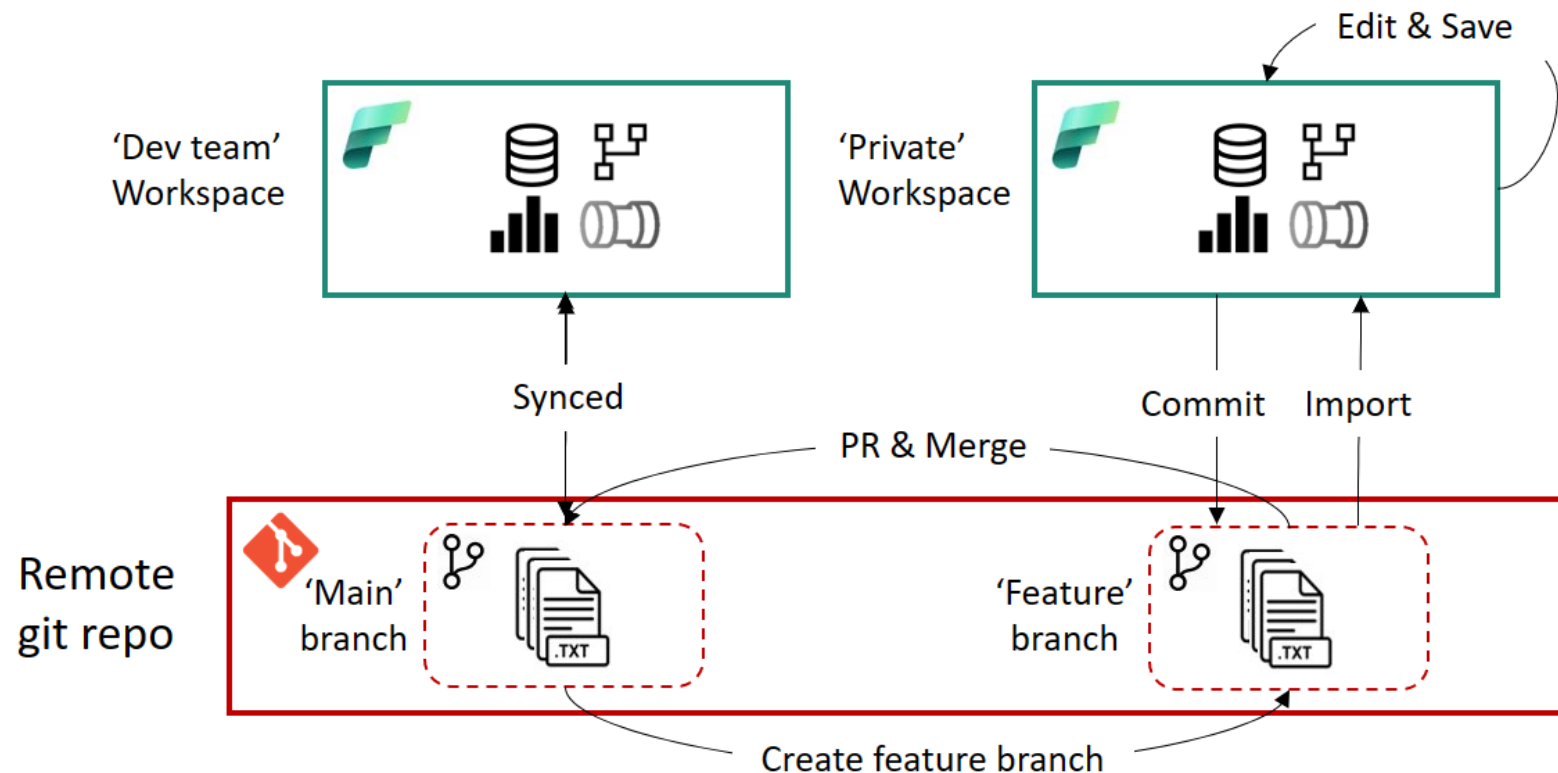 Edit & Save
‘Dev team’
Workspace
‘Private’
Workspace
Synced
Commit
Import
PR & Merge
Remote
git repo
‘Main’
branch
.TXT
‘Feature’
branch
.TXT
Create feature branch